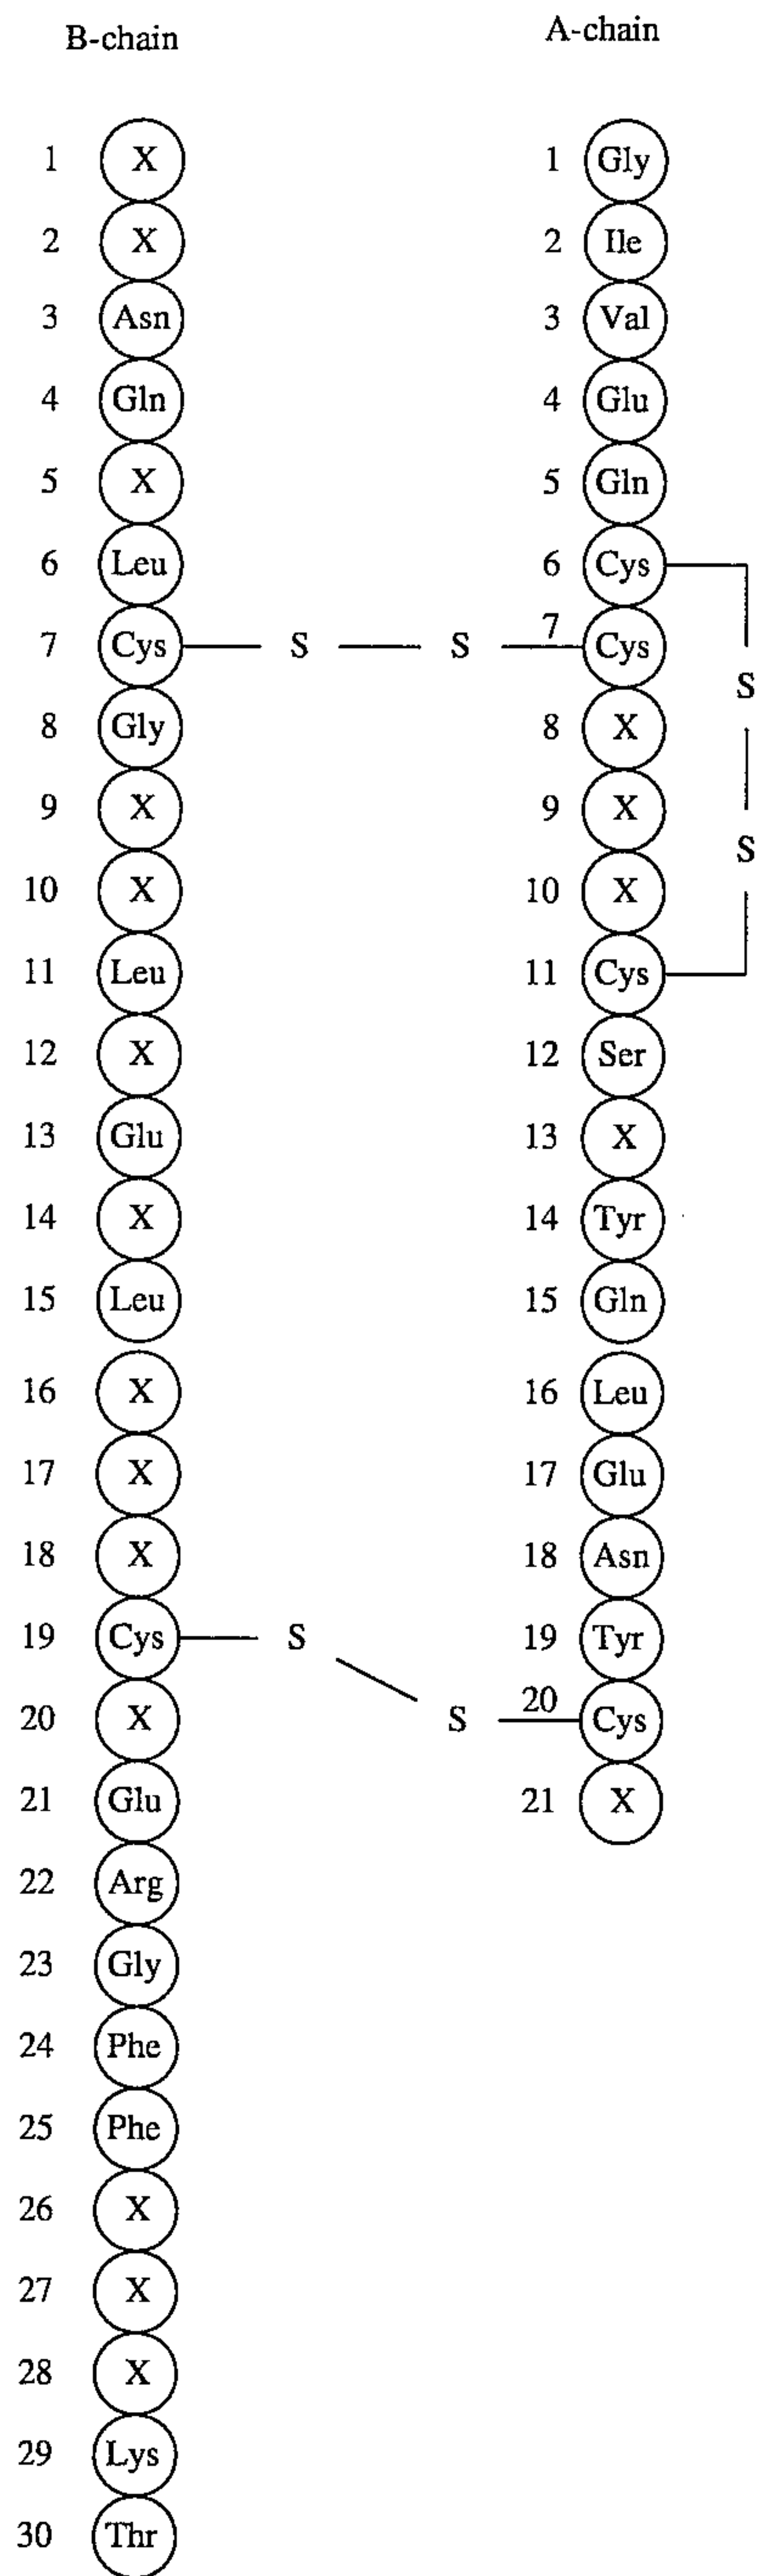 B-chain A-chain
1 X 1 Gly
2 X 2 Ile
3 Asn 3 Val
4 Gln 4 Glu
5 X 5 Gln
6 Leu 6 Cys
7 Cys S S 7 Cys
S
8 Gly 8 X
9 X 9 X
S
10 X 10 X
11 Leu 11 Cys
12 X 12 Ser
13 Glu 13 X
14 X 14 Tyr
15 Leu 15 Gln
16 X 16 Leu
17 X 17 Glu
18 X 18 Asn
19 Cys S 19 Tyr
20 X S 20 Cys
21 Glu 21 X
22 Arg
23 Gly
24 Phe
25 Phe
26 X
27 X
28 X
29 Lys
30 Thr